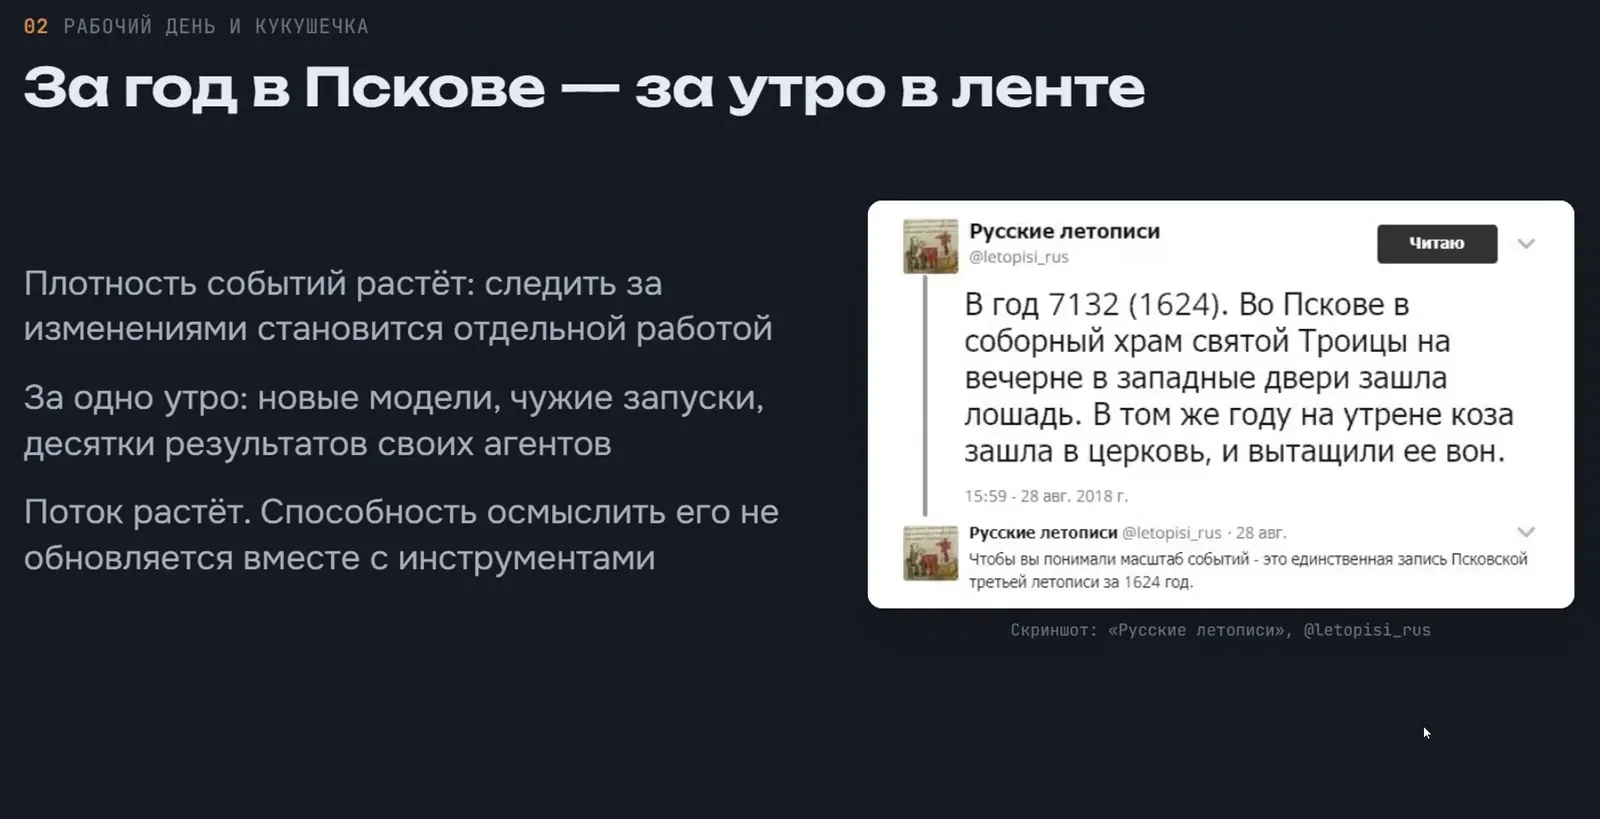 02 РАБОЧИЙ ДЕНЬ И КУКУШЕЧКА
За год в Пскове — за утро в ленте
Плотность событий растёт: следить за
изменениями становится отдельной работой
За одно утро: новые модели, чужие запуски,
десятки результатов своих агентов
Поток растёт. Способность осмыслить его не
обновляется вместе с инструментами
Русские летописи
@letopisi_rus
Читаю
В год 7132 (1624). Во Пскове в
соборный храм святой Троицы на
вечерне в западные двери зашла
лошадь. В том же году на утрене коза
зашла в церковь, и вытащили ее вон.
15:59 - 28 авг. 2018 г.
Русские летописи @letopisi_rus · 28 авг.
Чтобы вы понимали масштаб событий - это единственная запись Псковской
третьей летописи за 1624 год.
Скриншот: «Русские летописи», @letopisi_rus